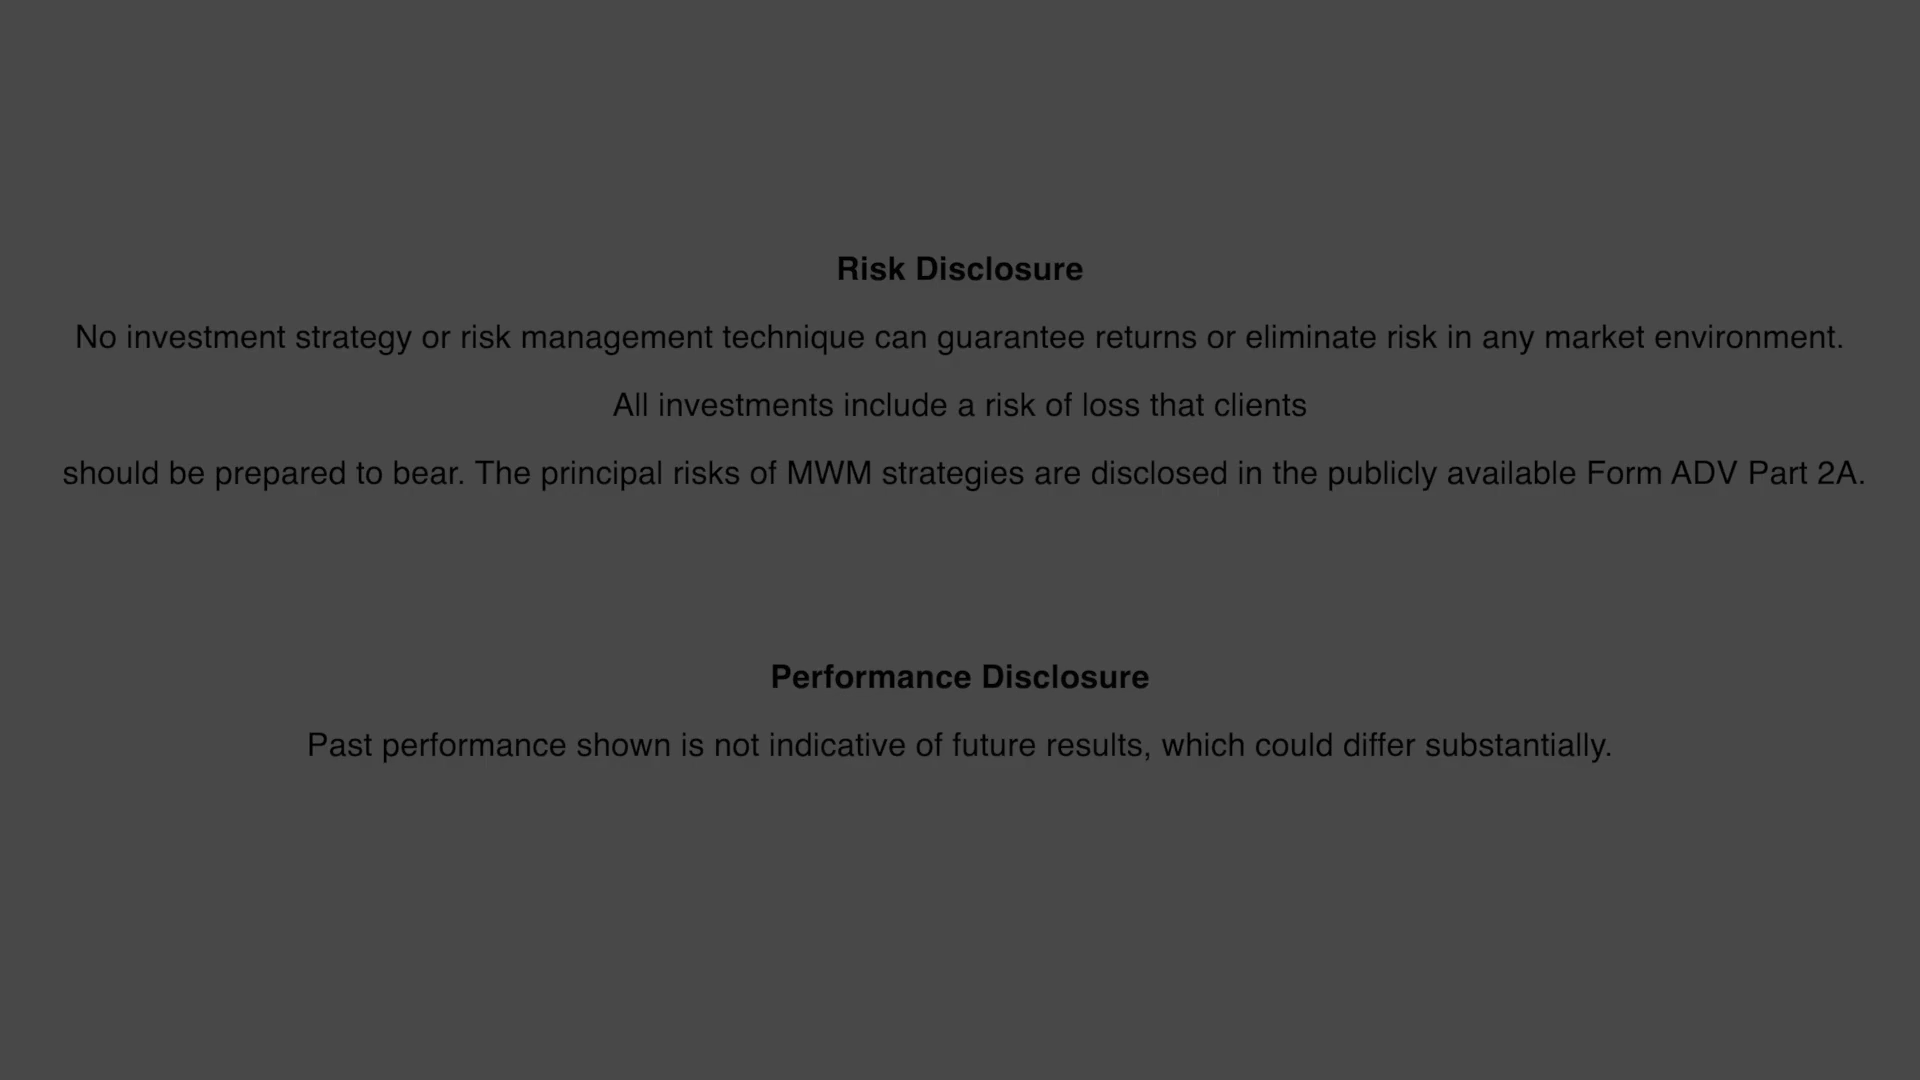 Risk Disclosure
No investment strategy or risk management technique can guarantee returns or eliminate risk in any market environment.
All investments include a risk of loss that clients
should be prepared to bear. The principal risks of MWM strategies are disclosed in the publicly available Form ADV Part 2A.
Performance Disclosure
Past performance shown is not indicative of future results, which could differ substantially.